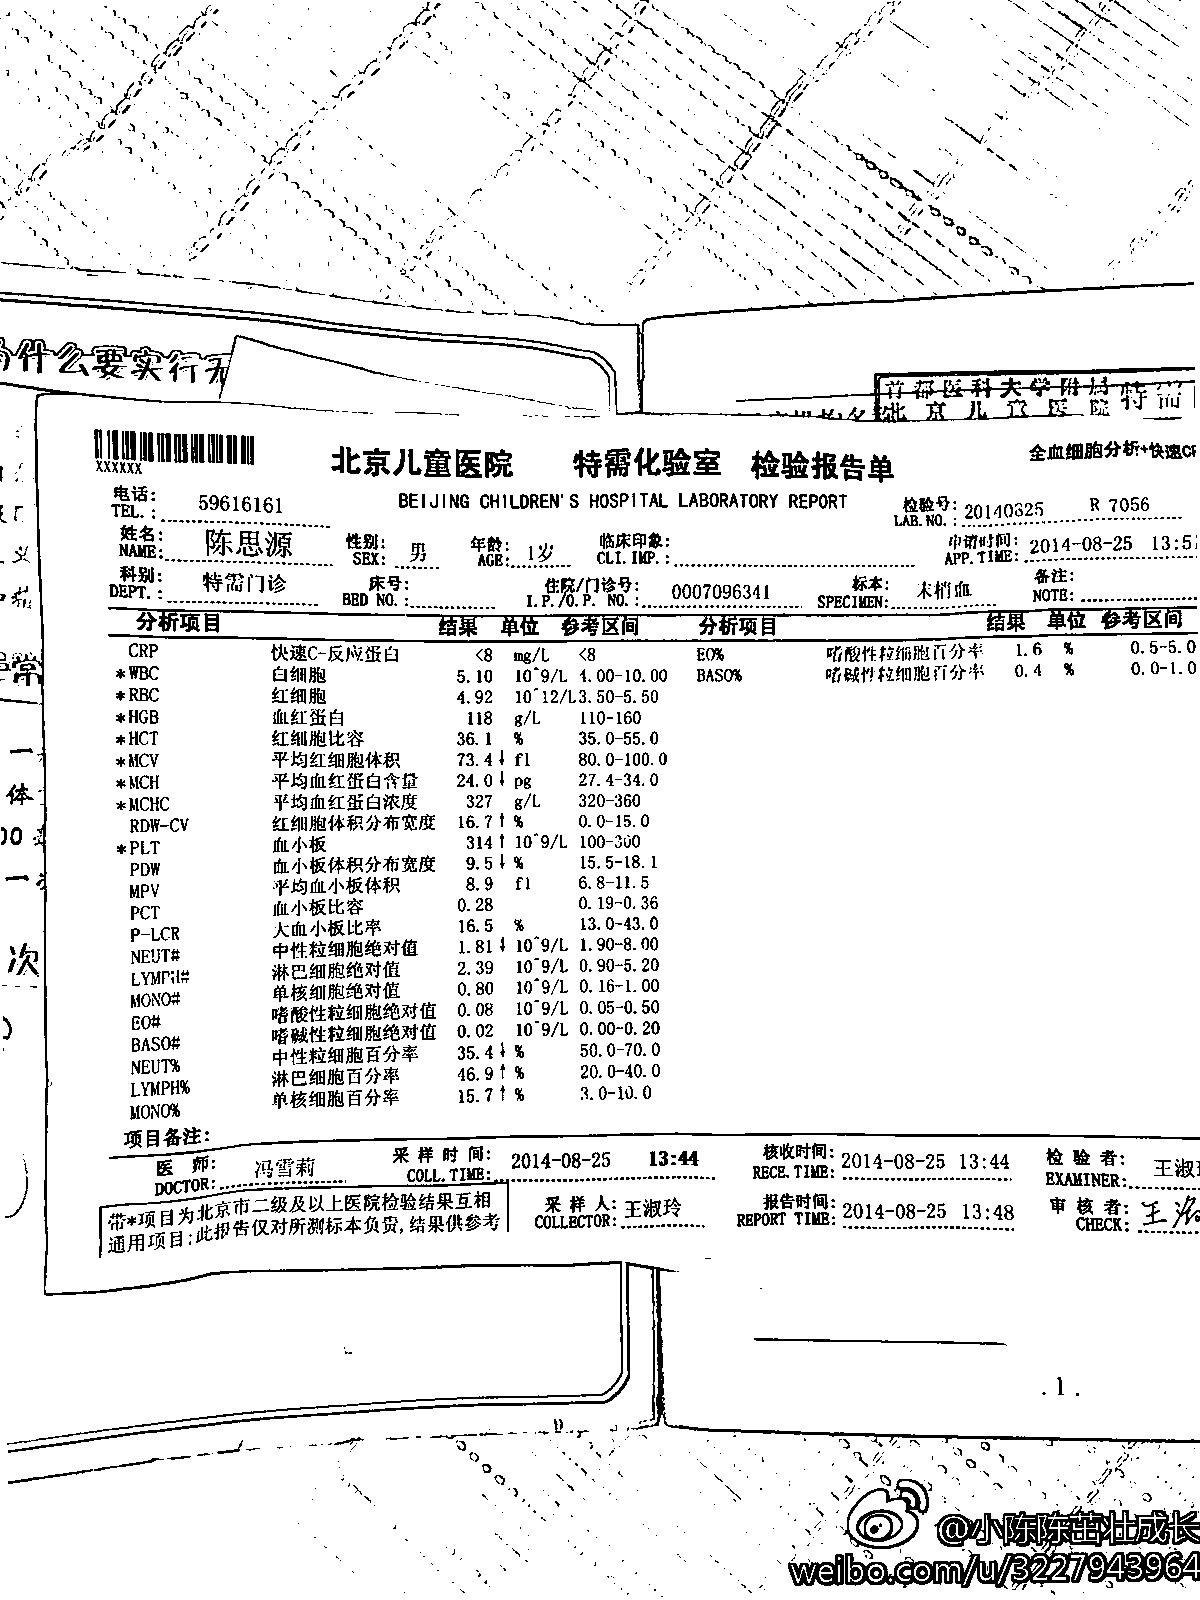 为什么要实行无
首都医科大学附属
北京儿童医院 特需
XXXXXX
北京儿童医院 特需化验室 检验报告单
全血细胞分析+快速CR
BEIJING CHILDREN'S HOSPITAL LABORATORY REPORT
电话: TEL.: 59616161
检验号: LAB.NO.: 20140825 R 7056
姓名: NAME: 陈思源 性别: SEX: 男 年龄: AGE: 1岁 临床印象: CLI.IMP.: 申请时间: APP.TIME: 2014-08-25 13:5
科别: DEPT.: 特需门诊 床号: BED NO.: 住院/门诊号: I.P./O.P. NO.: 0007096341 标本: SPECIMEN: 末梢血 备注: NOTE:
分析项目 结果 单位 参考区间 分析项目 结果 单位 参考区间
CRP 快速C-反应蛋白 <8 mg/L <8 EO% 嗜酸性粒细胞百分率 1.6 % 0.5-5.0
*WBC 白细胞 5.10 10^9/L 4.00-10.00 BASO% 嗜碱性粒细胞百分率 0.4 % 0.0-1.0
*RBC 红细胞 4.92 10^12/L 3.50-5.50
*HGB 血红蛋白 118 g/L 110-160
*HCT 红细胞比容 36.1 % 35.0-55.0
*MCV 平均红细胞体积 73.4↓ fl 80.0-100.0
*MCH 平均血红蛋白含量 24.0↓ pg 27.4-34.0
*MCHC 平均血红蛋白浓度 327 g/L 320-360
RDW-CV 红细胞体积分布宽度 16.7↑ % 0.0-15.0
*PLT 血小板 314↑ 10^9/L 100-300
PDW 血小板体积分布宽度 9.5↓ % 15.5-18.1
MPV 平均血小板体积 8.9 fl 6.8-11.5
PCT 血小板比容 0.28 0.19-0.36
P-LCR 大血小板比率 16.5 % 13.0-43.0
NEUT# 中性粒细胞绝对值 1.81↓ 10^9/L 1.90-8.00
LYMPH# 淋巴细胞绝对值 2.39 10^9/L 0.90-5.20
MONO# 单核细胞绝对值 0.80 10^9/L 0.16-1.00
EO# 嗜酸性粒细胞绝对值 0.08 10^9/L 0.05-0.50
BASO# 嗜碱性粒细胞绝对值 0.02 10^9/L 0.00-0.20
NEUT% 中性粒细胞百分率 35.4↓ % 50.0-70.0
LYMPH% 淋巴细胞百分率 46.9↑ % 20.0-40.0
MONO% 单核细胞百分率 15.7↑ % 3.0-10.0
项目备注:
医 师: DOCTOR: 冯雪莉 采样时间: COLL.TIME: 2014-08-25 13:44 核收时间: RECE.TIME: 2014-08-25 13:44 检验者: EXAMINER: 王淑
带*项目为北京市二级及以上医院检验结果互相
通用项目;此报告仅对所测标本负责,结果供参考
采样人: COLLECTOR: 王淑玲 报告时间: REPORT TIME: 2014-08-25 13:48 审核者: CHECK: 王
.1.
@小陈陈茁壮成长
weibo.com/u/3227943964